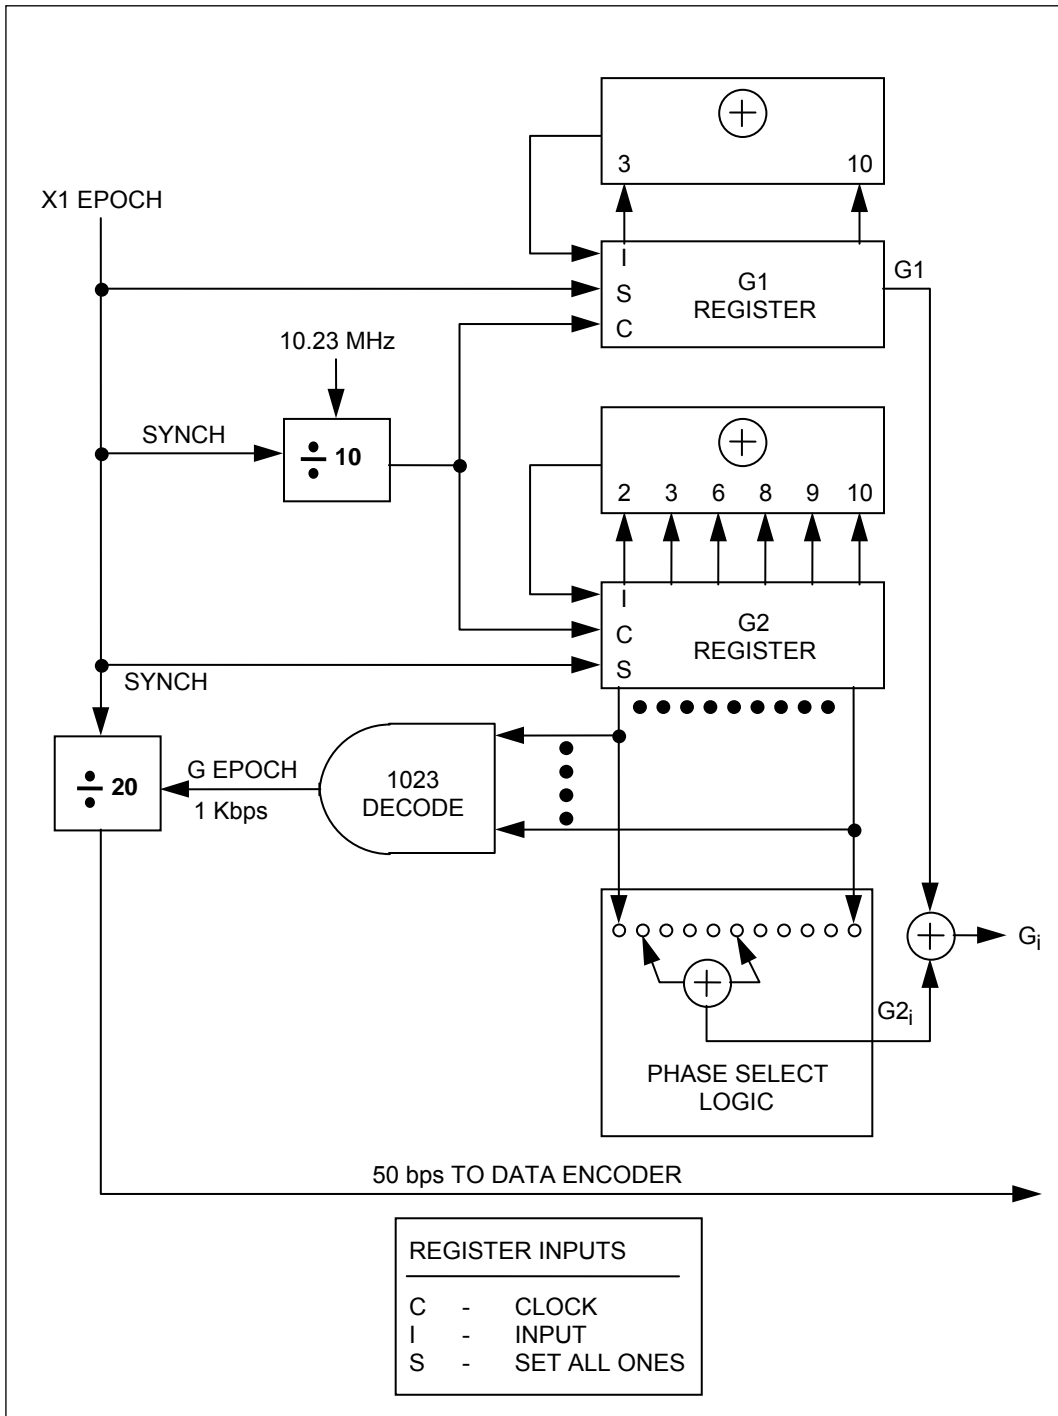 3 10
X1 EPOCH
I
S
C
G1
REGISTER
G1
10.23 MHz
SYNCH
÷ 10
2 3 6 8 9 10
I
C
S
G2
REGISTER
SYNCH
÷ 20
G EPOCH
1 Kbps
1023
DECODE
Gi
G2i
PHASE SELECT
LOGIC
50 bps TO DATA ENCODER
REGISTER INPUTS
C - CLOCK
I - INPUT
S - SET ALL ONES